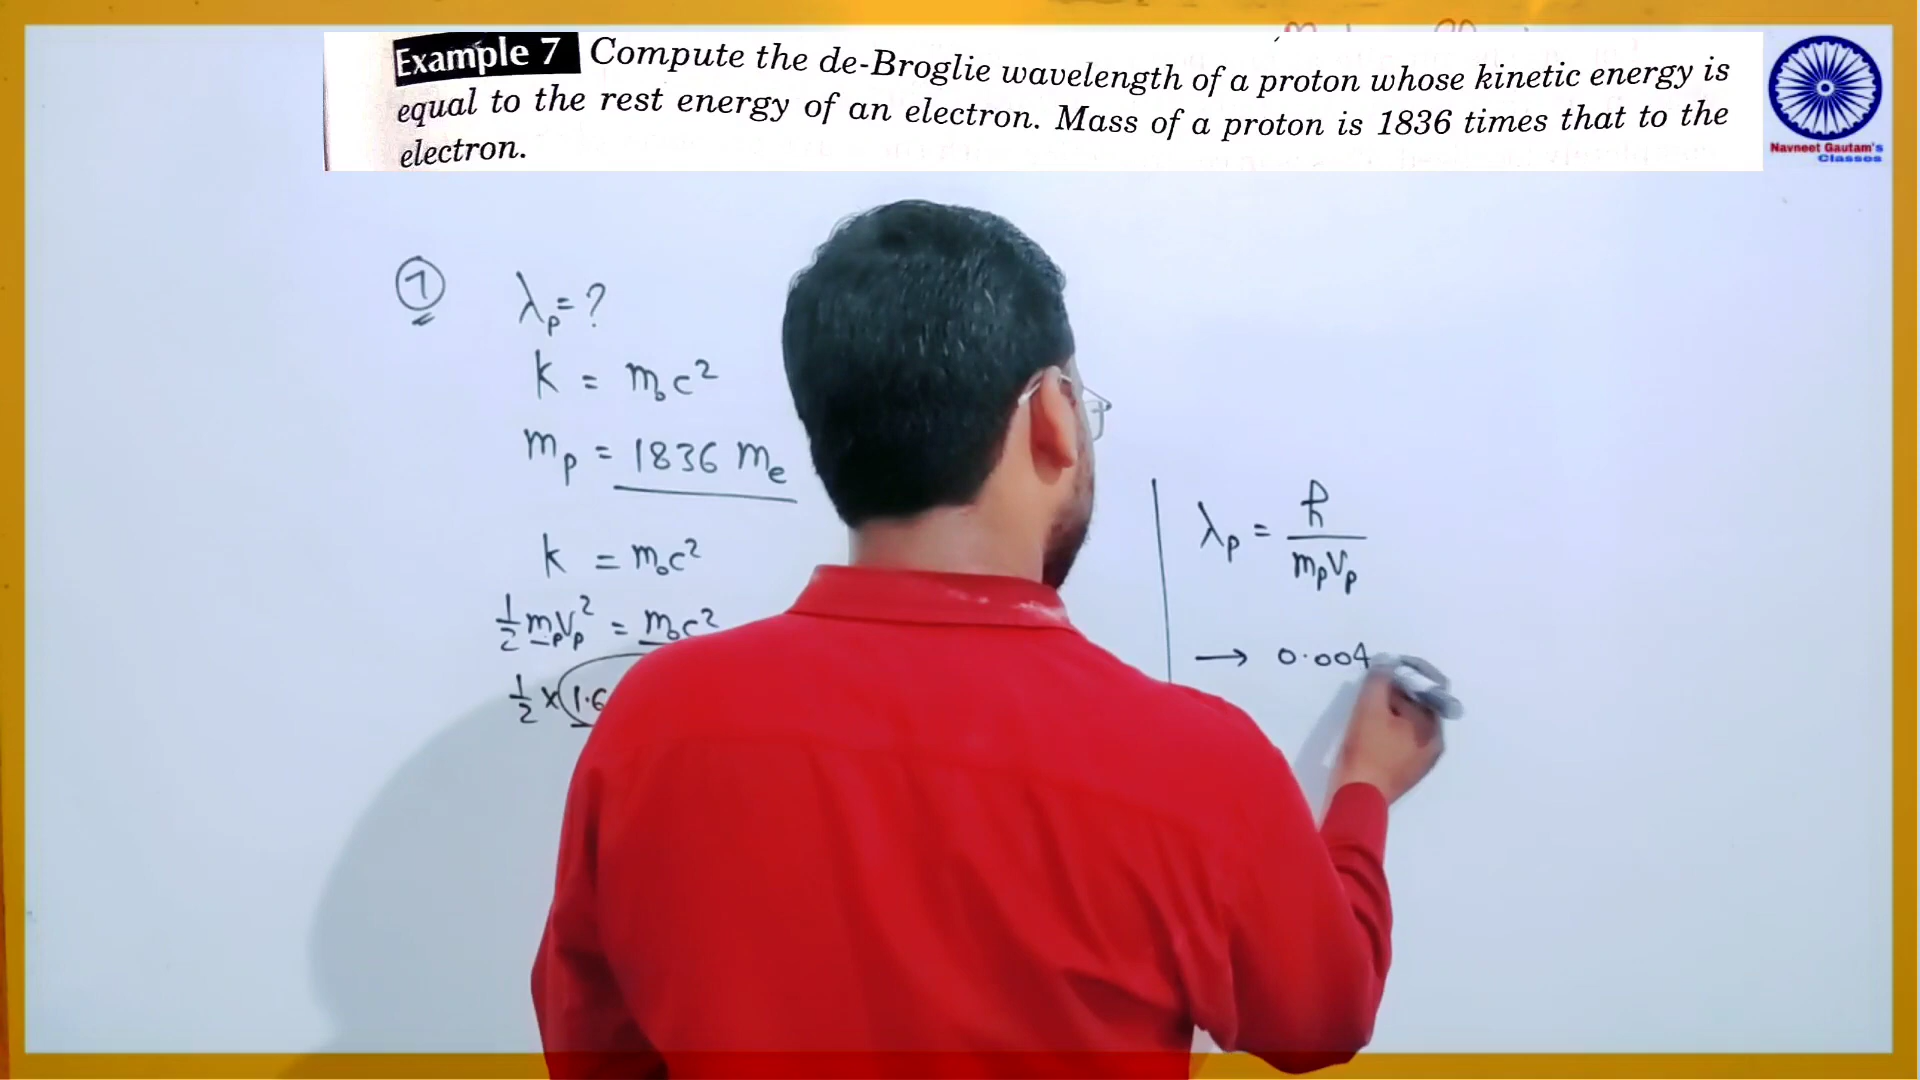 Example 7 Compute the de-Broglie wavelength of a proton whose kinetic energy is
equal to the rest energy of an electron. Mass of a proton is 1836 times that to the
electron.
Navneet Gautam's
Classes
7
λp = ?
k = m₀c²
mp = 1836 me
k = m₀c²
½ mpVp² = m₀c²
½ × 1.6
λp = h / mpVp
→ 0.004